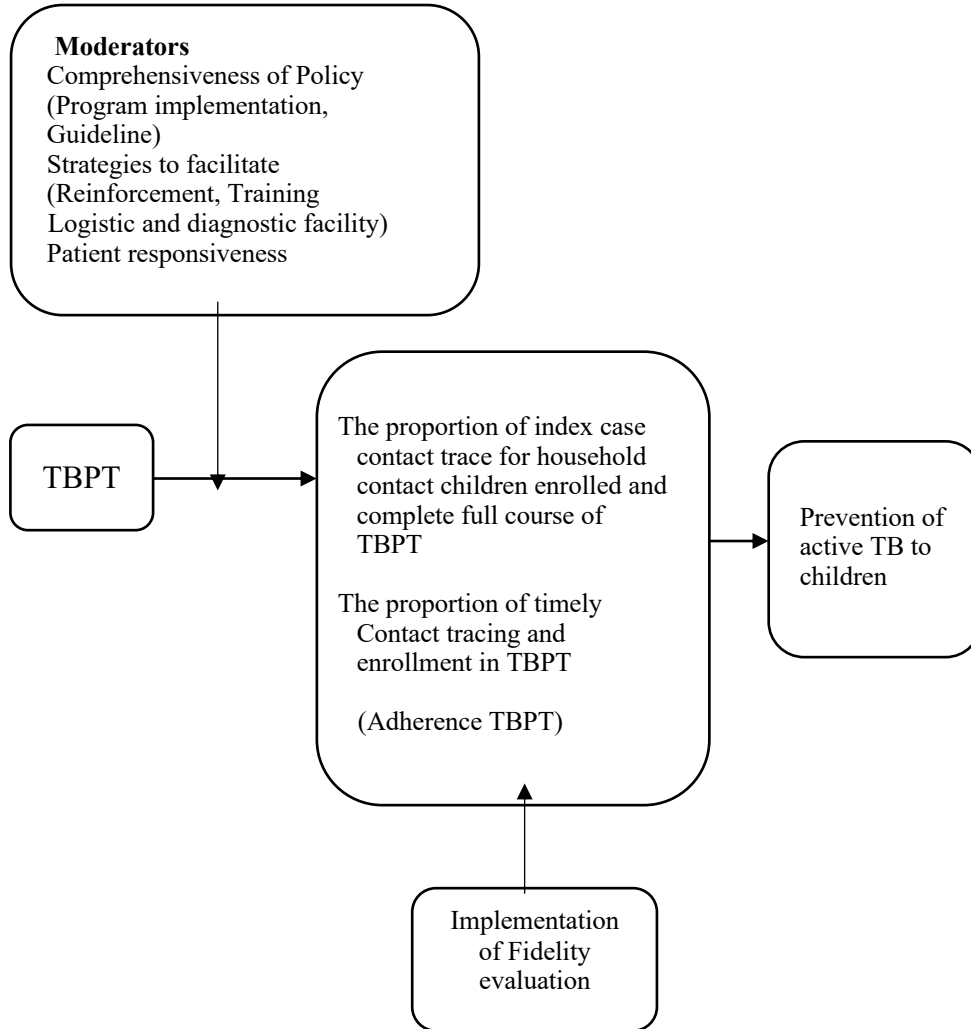 Moderators
Comprehensiveness of Policy
(Program implementation,
Guideline)
Strategies to facilitate
(Reinforcement, Training
Logistic and diagnostic facility)
Patient responsiveness
TBPT
The proportion of index case
contact trace for household
contact children enrolled and
complete full course of
TBPT
The proportion of timely
Contact tracing and
enrollment in TBPT
(Adherence TBPT)
Prevention of
active TB to
children
Implementation
of Fidelity
evaluation